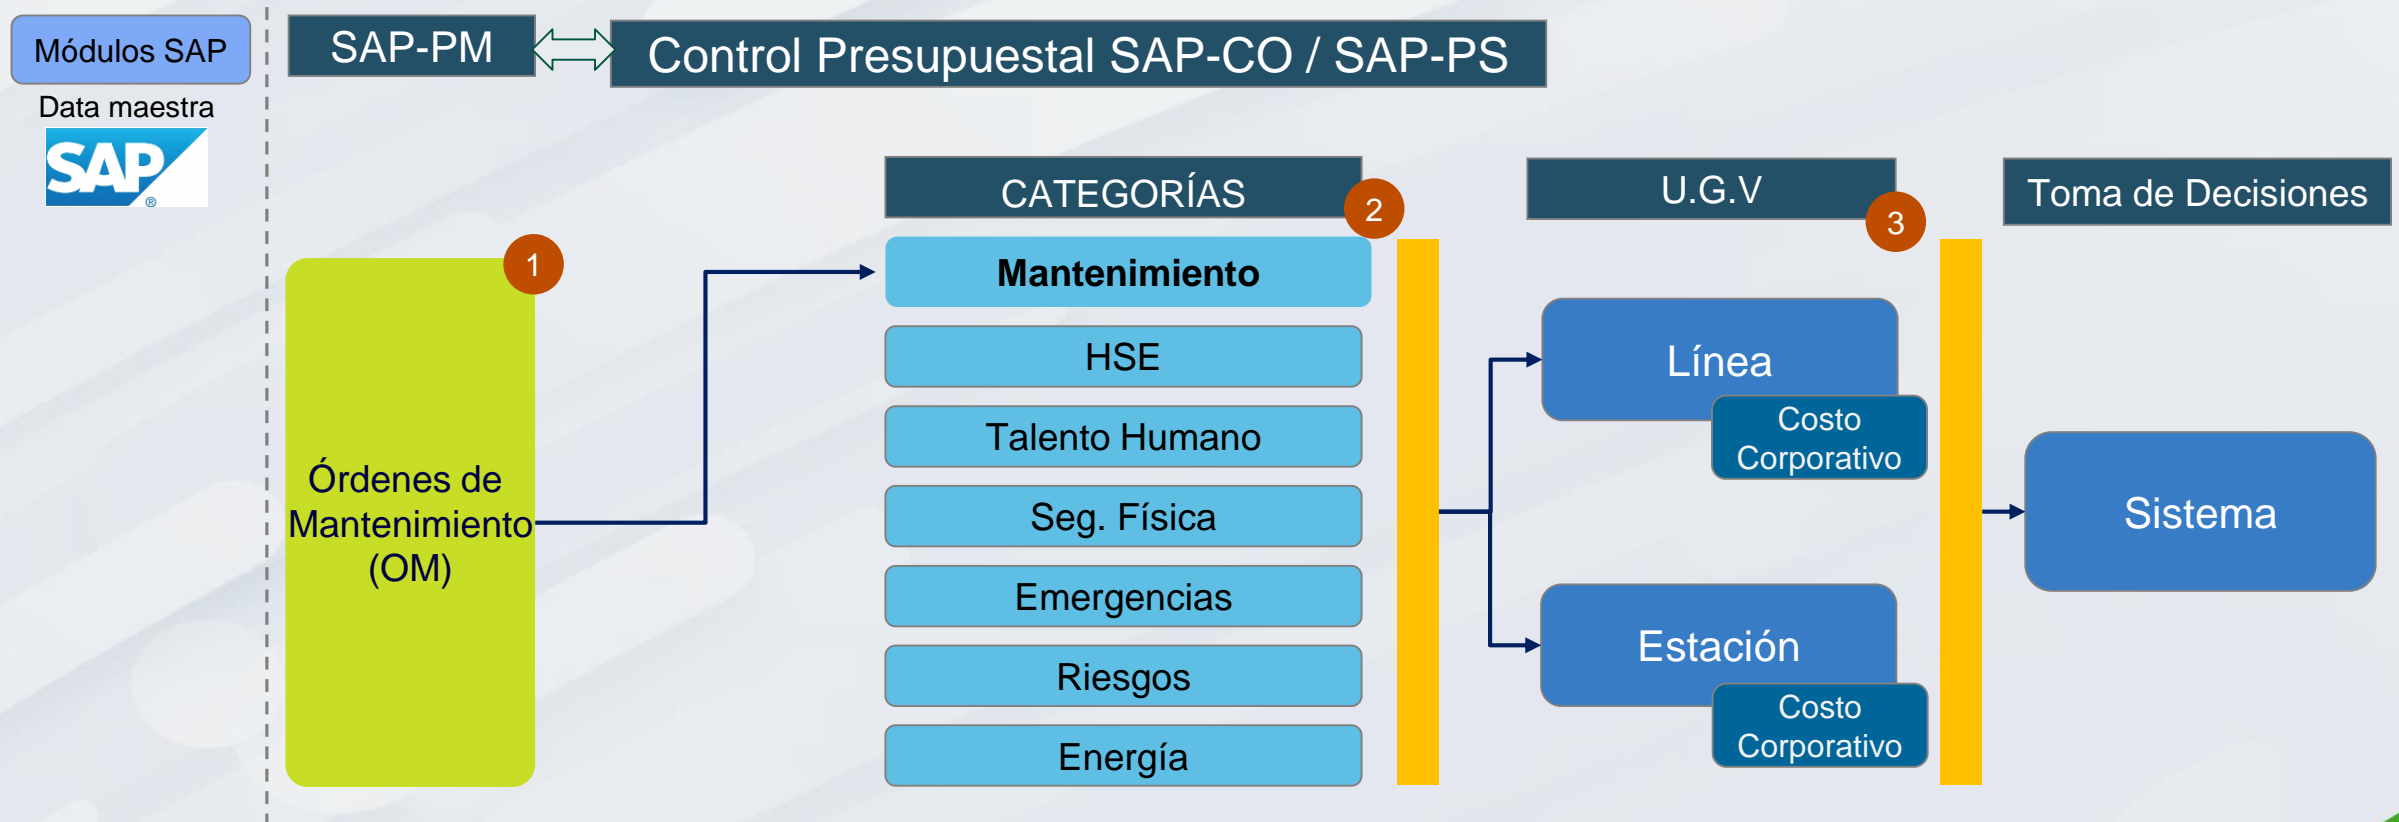 Módulos SAP
SAP-PM
Control Presupuestal SAP-CO / SAP-PS
Data maestra
SAP
®
CATEGORÍAS
2
U.G.V
3
Toma de Decisiones
1
Órdenes de
Mantenimiento
(OM)
Mantenimiento
HSE
Talento Humano
Seg. Física
Emergencias
Riesgos
Energía
Línea
Costo
Corporativo
Estación
Costo
Corporativo
Sistema